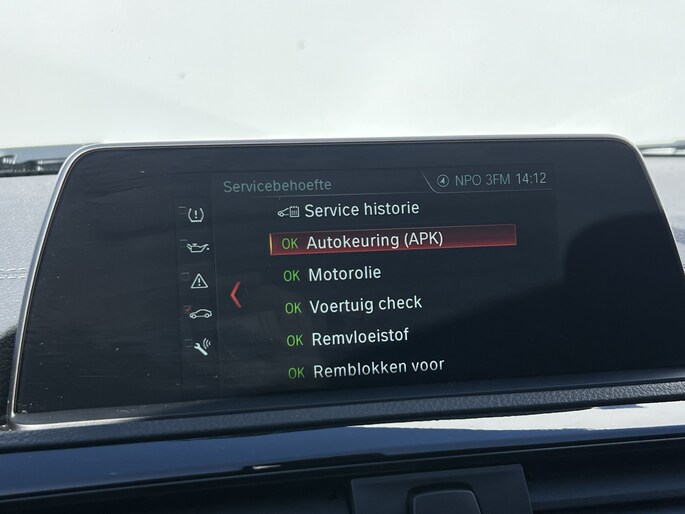 Servicebehoefte
NPO 3FM 14:12
Service historie
OK Autokeuring (APK)
OK Motorolie
OK Voertuig check
OK Remvloeistof
OK Remblokken voor